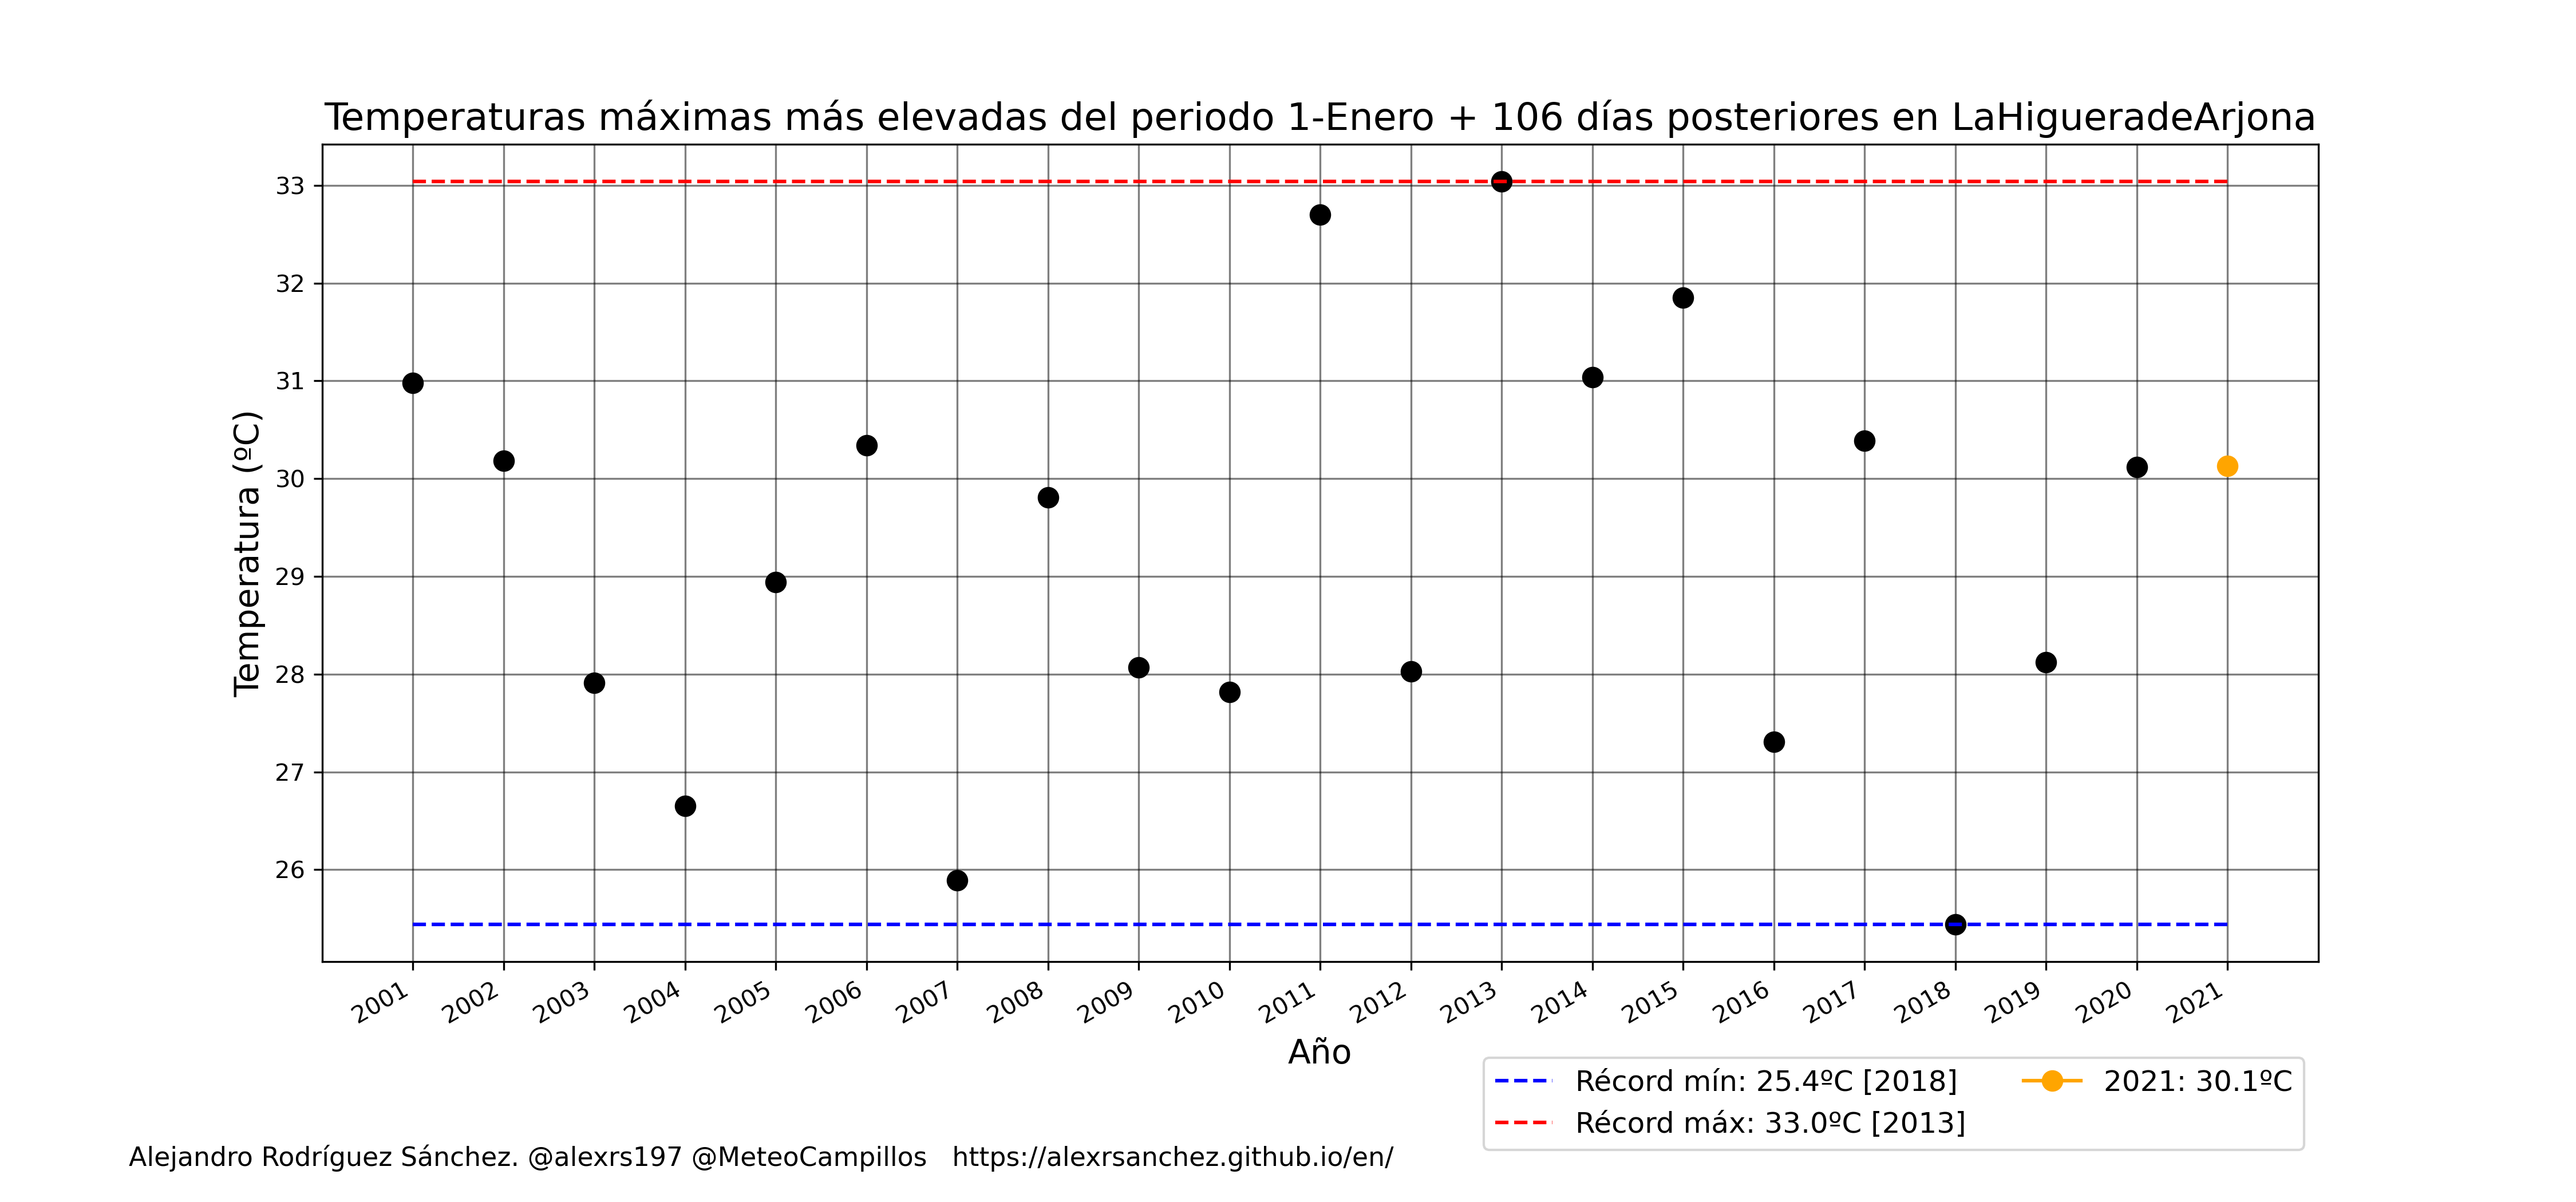 Temperaturas máximas más elevadas del periodo 1-Enero + 106 días posteriores en LaHigueradeArjona
Temperatura (ºC)
33
32
31
30
29
28
27
26
2001 2002 2003 2004 2005 2006 2007 2008 2009 2010 2011 2012 2013 2014 2015 2016 2017 2018 2019 2020 2021
Año
Récord mín: 25.4ºC [2018]
Récord máx: 33.0ºC [2013]
2021: 30.1ºC
Alejandro Rodríguez Sánchez. @alexrs197 @MeteoCampillos https://alexrsanchez.github.io/en/